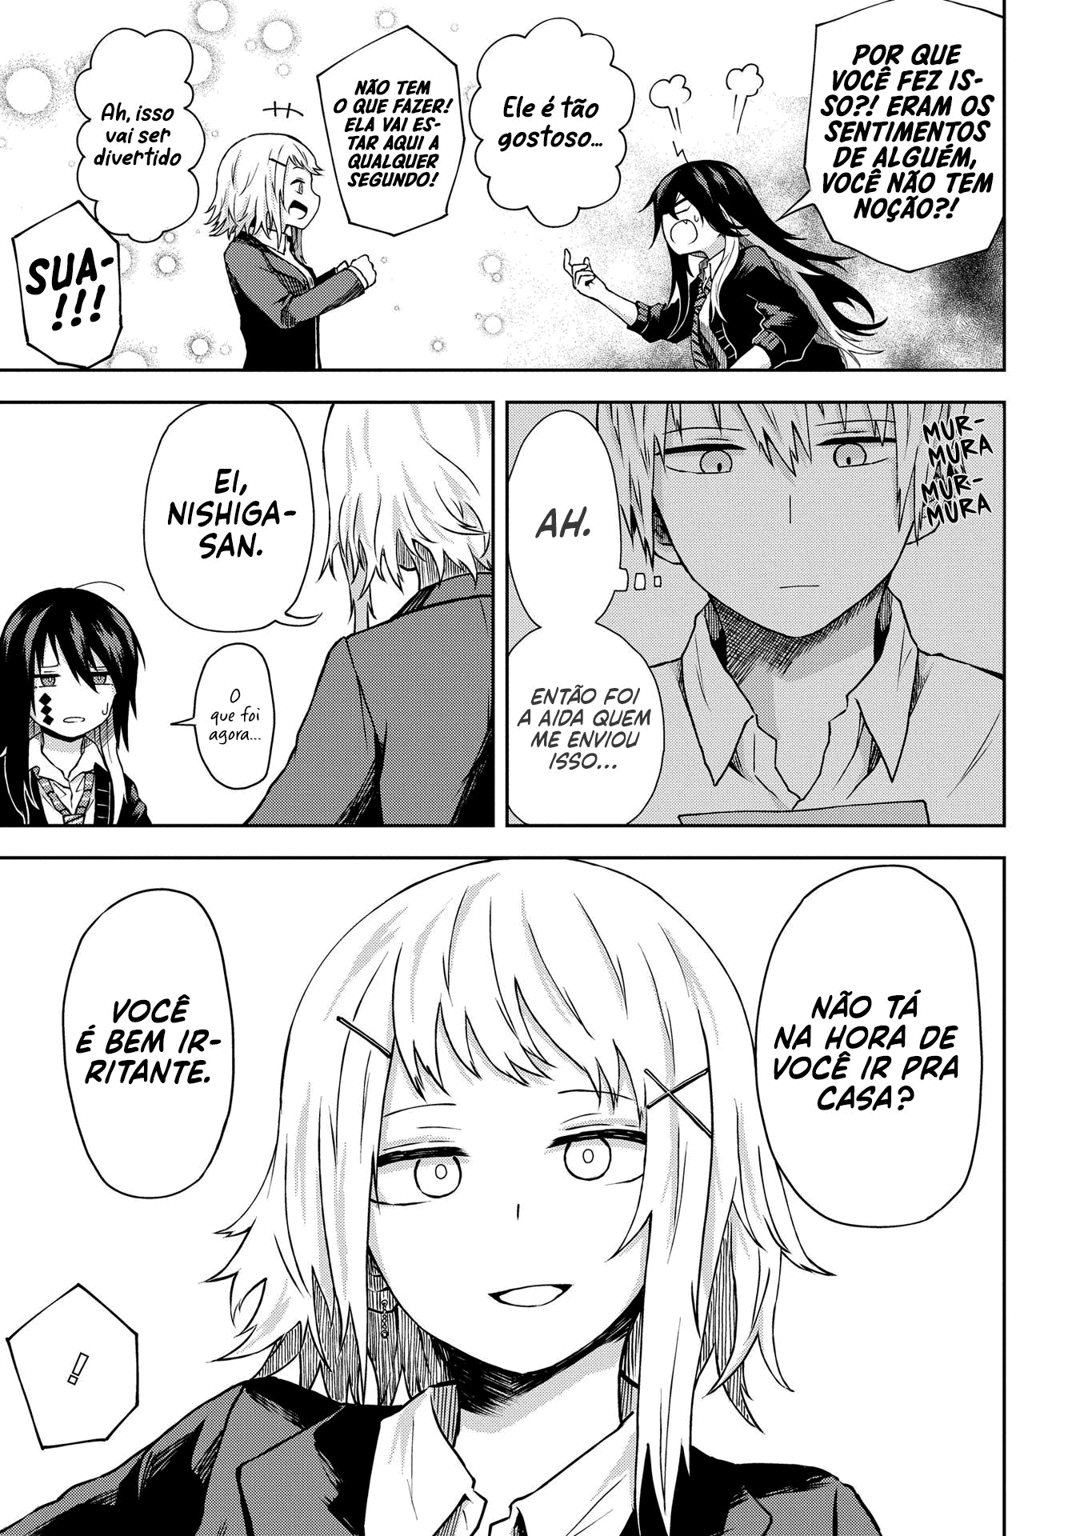 POR QUE
VOCÊ FEZ IS-
SO?! ERAM OS
SENTIMENTOS
DE ALGUÉM,
VOCÊ NÃO TEM
NOÇÃO?!
Ele é tão
gostoso...
NÃO TEM
O QUE FAZER!
ELA VAI ES-
TAR AQUI A
QUALQUER
SEGUNDO!
Ah, isso
vai ser
divertido
SUA-
!!!
MUR-
MURA
MUR-
MURA
AH.
ENTÃO FOI
A AIDA QUEM
ME ENVIOU
ISSO...
EI,
NISHIGA-
SAN.
O
que foi
agora...
NÃO TÁ
NA HORA DE
VOCÊ IR PRA
CASA?
VOCÊ
É BEM IR-
RITANTE.
!